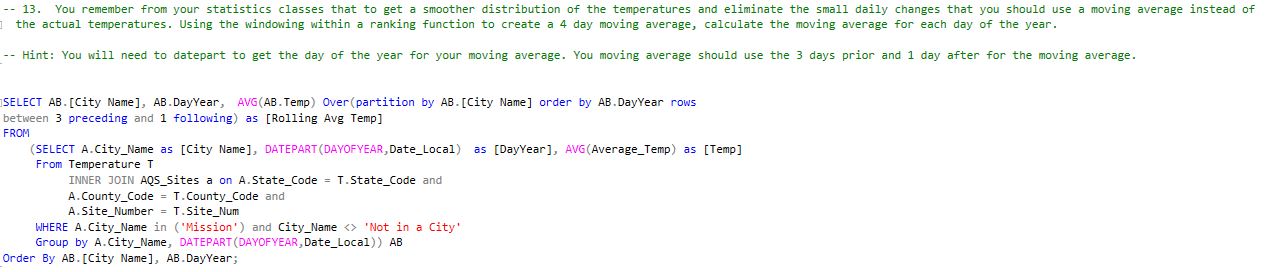 -- 13.  You remember from your statistics classes that to get a smoother distribution of the temperatures and eliminate the small daily changes that you should use a moving average instead of
the actual temperatures. Using the windowing within a ranking function to create a 4 day moving average, calculate the moving average for each day of the year.
-- Hint: You will need to datepart to get the day of the year for your moving average. You moving average should use the 3 days prior and 1 day after for the moving average.
SELECT AB.[City Name], AB.DayYear,  AVG(AB.Temp) Over(partition by AB.[City Name] order by AB.DayYear rows
between 3 preceding and 1 following) as [Rolling Avg Temp]
FROM
(SELECT A.City_Name as [City Name], DATEPART(DAYOFYEAR,Date_Local)  as [DayYear], AVG(Average_Temp) as [Temp]
From Temperature T
INNER JOIN AQS_Sites a on A.State_Code = T.State_Code and
A.County_Code = T.County_Code and
A.Site_Number = T.Site_Num
WHERE A.City_Name in ('Mission') and City_Name <> 'Not in a City'
Group by A.City_Name, DATEPART(DAYOFYEAR,Date_Local)) AB
Order By AB.[City Name], AB.DayYear;